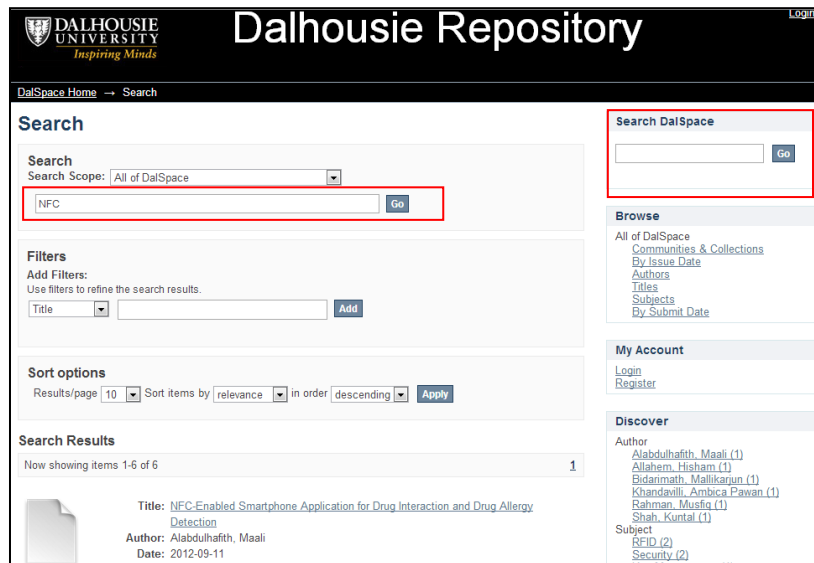 DALHOUSIE
UNIVERSITY
Inspiring Minds
Dalhousie Repository
Login
DalSpace Home → Search
Search
Search
Search Scope: All of DalSpace
NFC Go
Filters
Add Filters:
Use filters to refine the search results.
Title Add
Sort options
Results/page 10 Sort items by relevance in order descending Apply
Search Results
Now showing items 1-6 of 6 1
Title: NFC-Enabled Smartphone Application for Drug Interaction and Drug Allergy
Detection
Author: Alabdulhafith, Maali
Date: 2012-09-11
Search DalSpace
Go
Browse
All of DalSpace
Communities & Collections
By Issue Date
Authors
Titles
Subjects
By Submit Date
My Account
Login
Register
Discover
Author
Alabdulhafith, Maali (1)
Allahem, Hisham (1)
Bidarimath, Mallikarjun (1)
Khandavilli, Ambica Pawan (1)
Rahman, Musfiq (1)
Shah, Kuntal (1)
Subject
RFID (2)
Security (2)